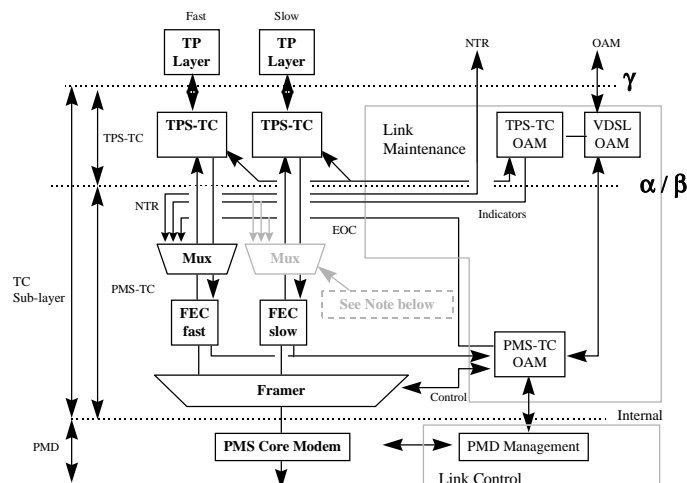 Fast
Slow
NTR
OAM
TP
Layer
TP
Layer
γ
TPS-TC
TPS-TC
TPS-TC
Link
Maintenance
TPS-TC
OAM
VDSL
OAM
α / β
NTR
Indicators
EOC
Mux
Mux
TC
Sub-layer
PMS-TC
See Note below
FEC
fast
FEC
slow
PMS-TC
OAM
Framer
Control
Internal
PMD
PMS Core Modem
PMD Management
Link Control